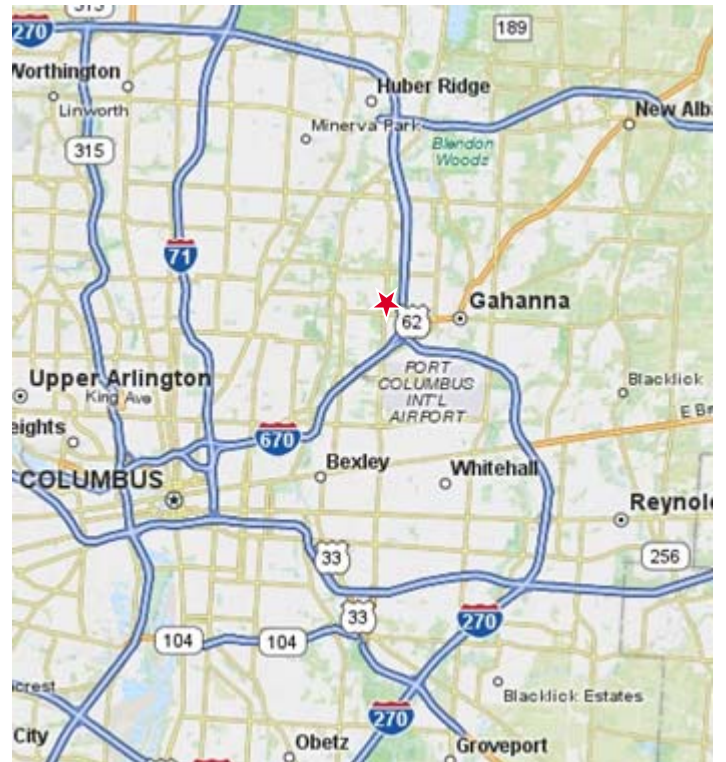 315
270
189
Worthington
Huber Ridge
Linworth
Minerva Park
New Alba
315
Blendon
Woods
71
Gahanna
62
PORT
COLUMBUS
INT'L
AIRPORT
Upper Arlington
King Ave
Blacklick
eights
670
E Br
Bexley
Whitehall
COLUMBUS
Reynol
33
256
33
270
104
104
crest
Blacklick Estates
270
City
Obetz
Groveport